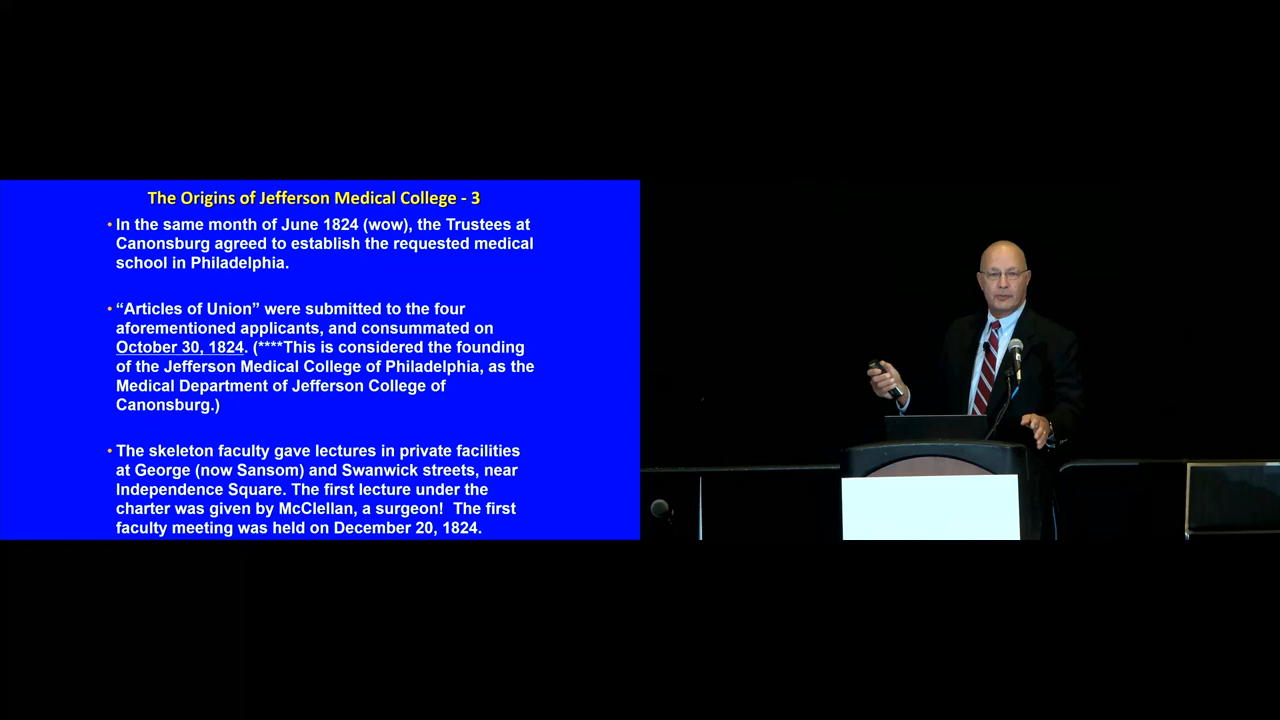 The Origins of Jefferson Medical College - 3
• In the same month of June 1824 (wow), the Trustees at
Canonsburg agreed to establish the requested medical
school in Philadelphia.
• “Articles of Union” were submitted to the four
aforementioned applicants, and consummated on
October 30, 1824. (****This is considered the founding
of the Jefferson Medical College of Philadelphia, as the
Medical Department of Jefferson College of
Canonsburg.)
• The skeleton faculty gave lectures in private facilities
at George (now Sansom) and Swanwick streets, near
Independence Square. The first lecture under the
charter was given by McClellan, a surgeon!  The first
faculty meeting was held on December 20, 1824.